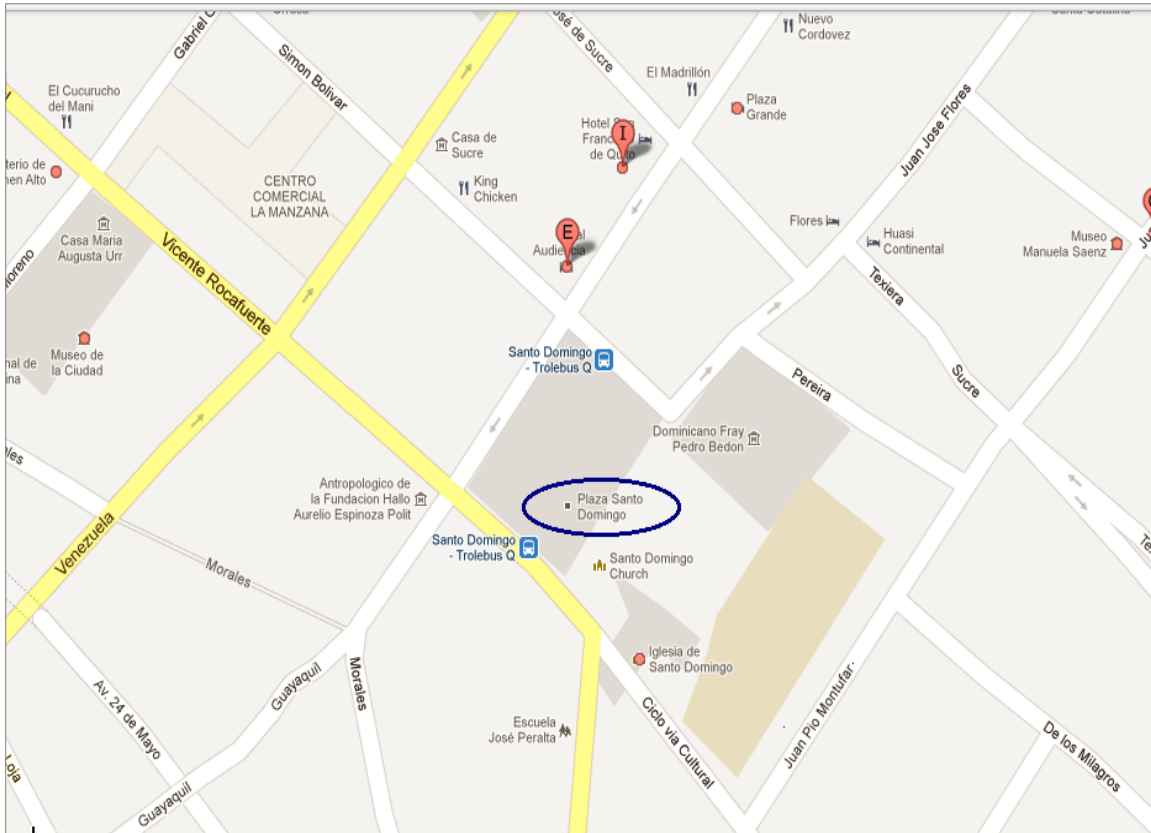 Nuevo
Cordovez
José de Sucre
Gabriel
Simon Bolivar
El Madrillón
El Cucurucho
del Mani
Plaza
Grande
Juan Jose Flores
Hotel
de
I
Casa de
Sucre
King
Chicken
CENTRO
COMERCIAL
LA MANZANA
Casa Maria
Augusta Urr
Vicente Rocafuerte
E
Flores
Huasi
Continental
Museo
Manuela Saenz
Texiera
Moreno
Museo de
la Ciudad
Santo Domingo
- Trolebus Q
Pereira
Sucre
Dominicano Fray
Pedro Bedon
Antropologico de
la Fundacion Hallo
Aurelio Espinoza Polit
Plaza Santo
Domingo
Venezuela
Santo Domingo
- Trolebus Q
Santo Domingo
Church
Morales
Iglesia de
Santo Domingo
Guayaquil
Morales
Av. 24 de Mayo
Escuela
José Peralta
Ciclo via Cultural
Juan Pio Montufar
De los Milagros
Loja
Guayaquil